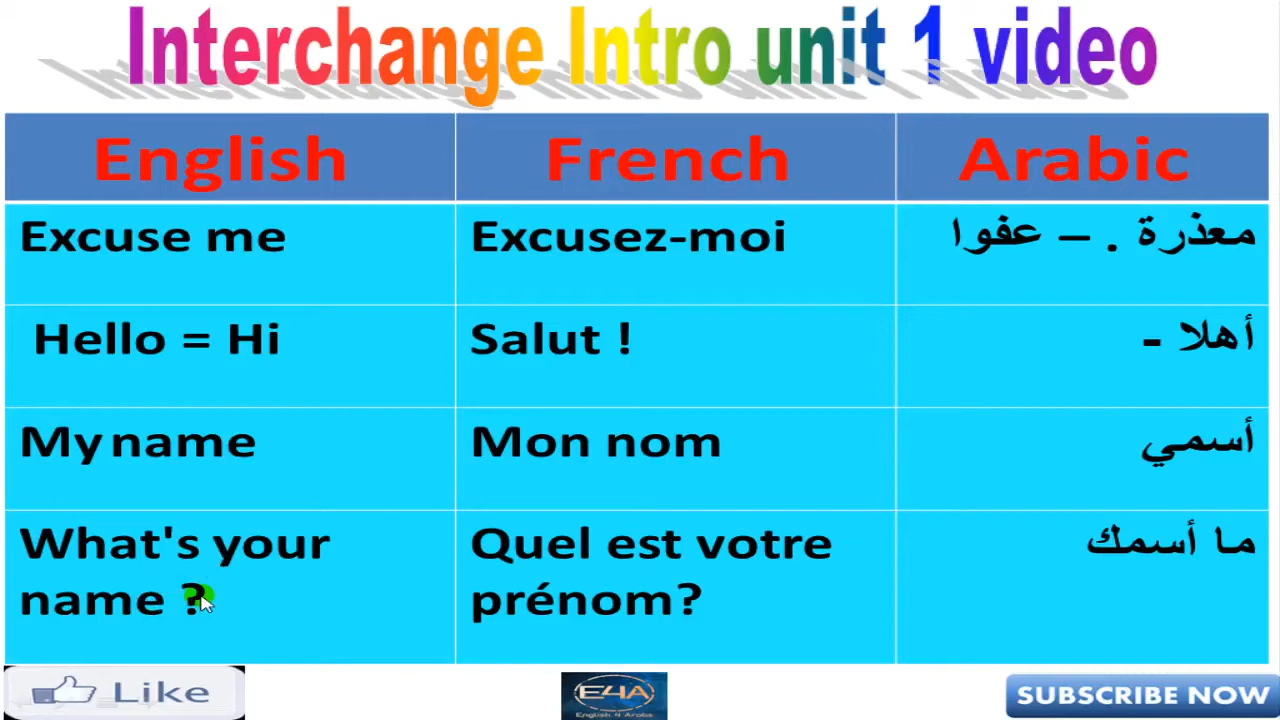 Interchange Intro unit 1 video
English
French
Arabic
Excuse me
Excusez-moi
معذرة . – عفوا
Hello = Hi
Salut !
أهلا -
My name
Mon nom
أسمي
What's your
name ?
Quel est votre
prénom?
ما أسمك
Like
E4A
English 4 Arabs
SUBSCRIBE NOW